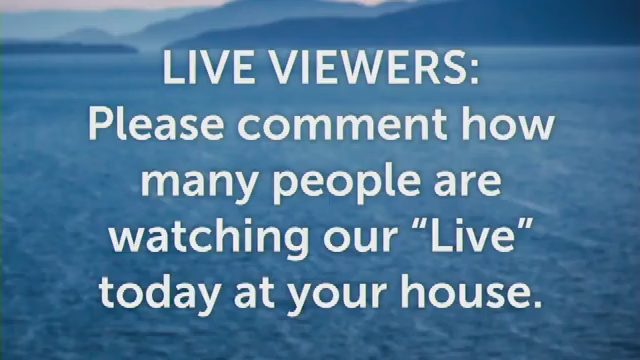 LIVE VIEWERS:
Please comment how
many people are
watching our “Live”
today at your house.